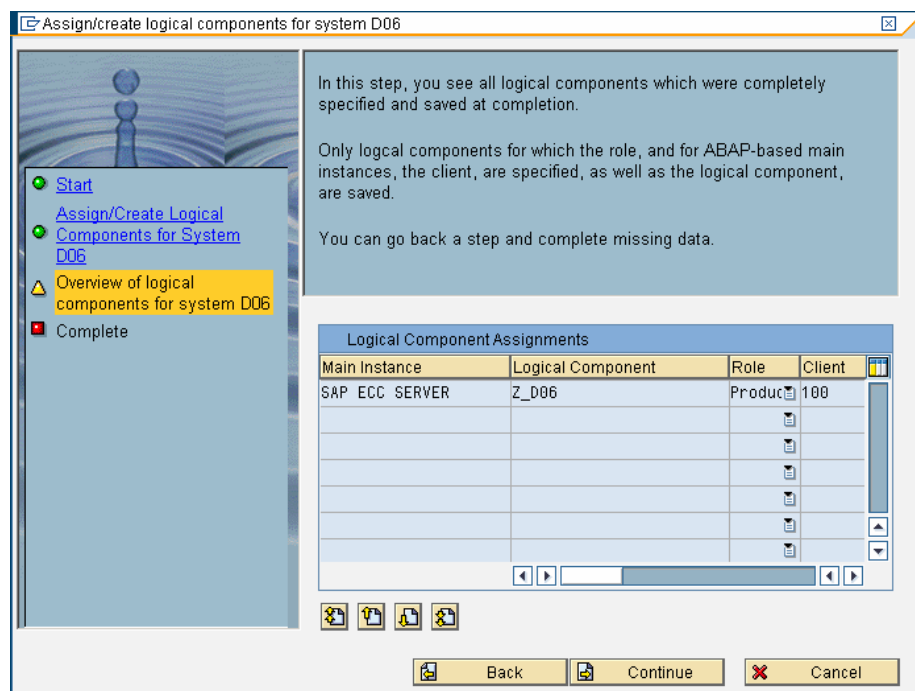 Assign/create logical components for system D06
In this step, you see all logical components which were completely
specified and saved at completion.
Only logcal components for which the role, and for ABAP-based main
instances, the client, are specified, as well as the logical component,
are saved.
You can go back a step and complete missing data.
Start
Assign/Create Logical
Components for System
D06
Overview of logical
components for system D06
Complete
Logical Component Assignments
Main Instance Logical Component Role Client
SAP ECC SERVER Z_D06 Produc 100
Back Continue Cancel